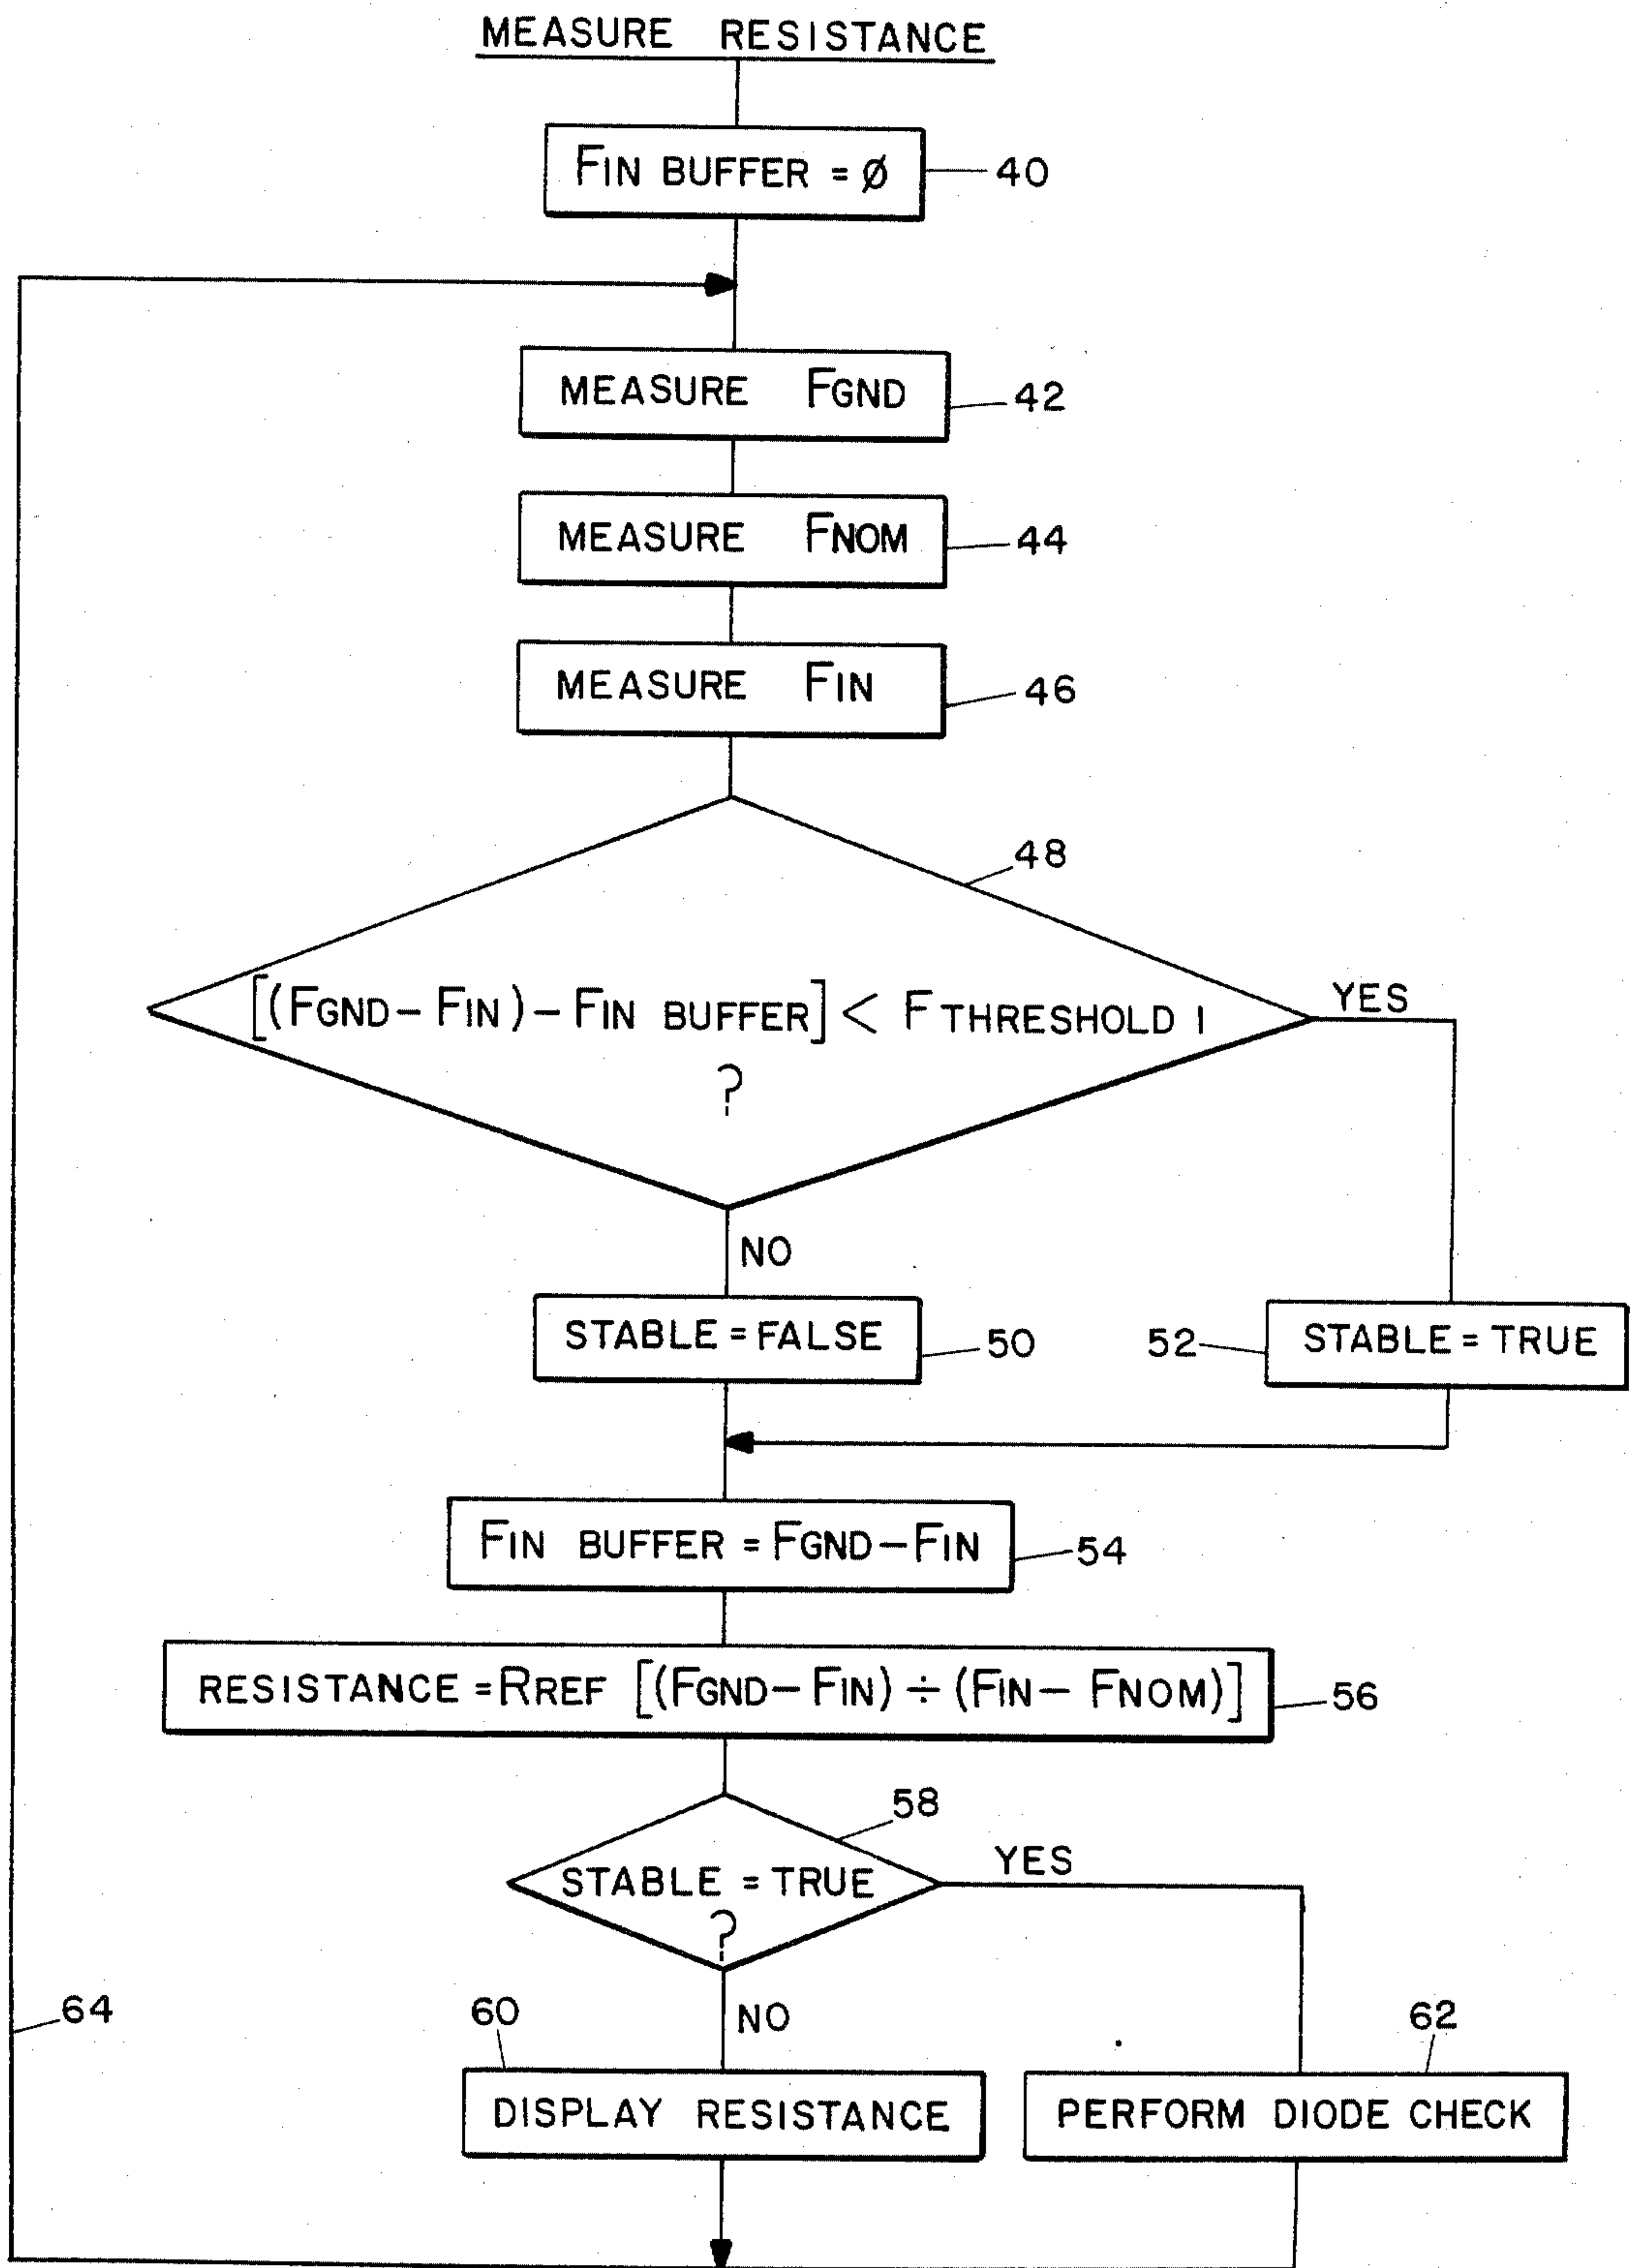 MEASURE RESISTANCE
FIN BUFFER = Ø
40
MEASURE FGND
42
MEASURE FNOM
44
MEASURE FIN
46
48
[(FGND – FIN) – FIN BUFFER] < F THRESHOLD 1
?
YES
NO
STABLE = FALSE
50
52
STABLE = TRUE
FIN BUFFER = FGND – FIN
54
RESISTANCE = RREF [(FGND – FIN) ÷ (FIN – FNOM)]
56
58
STABLE = TRUE
?
YES
NO
64
60
62
DISPLAY RESISTANCE
PERFORM DIODE CHECK